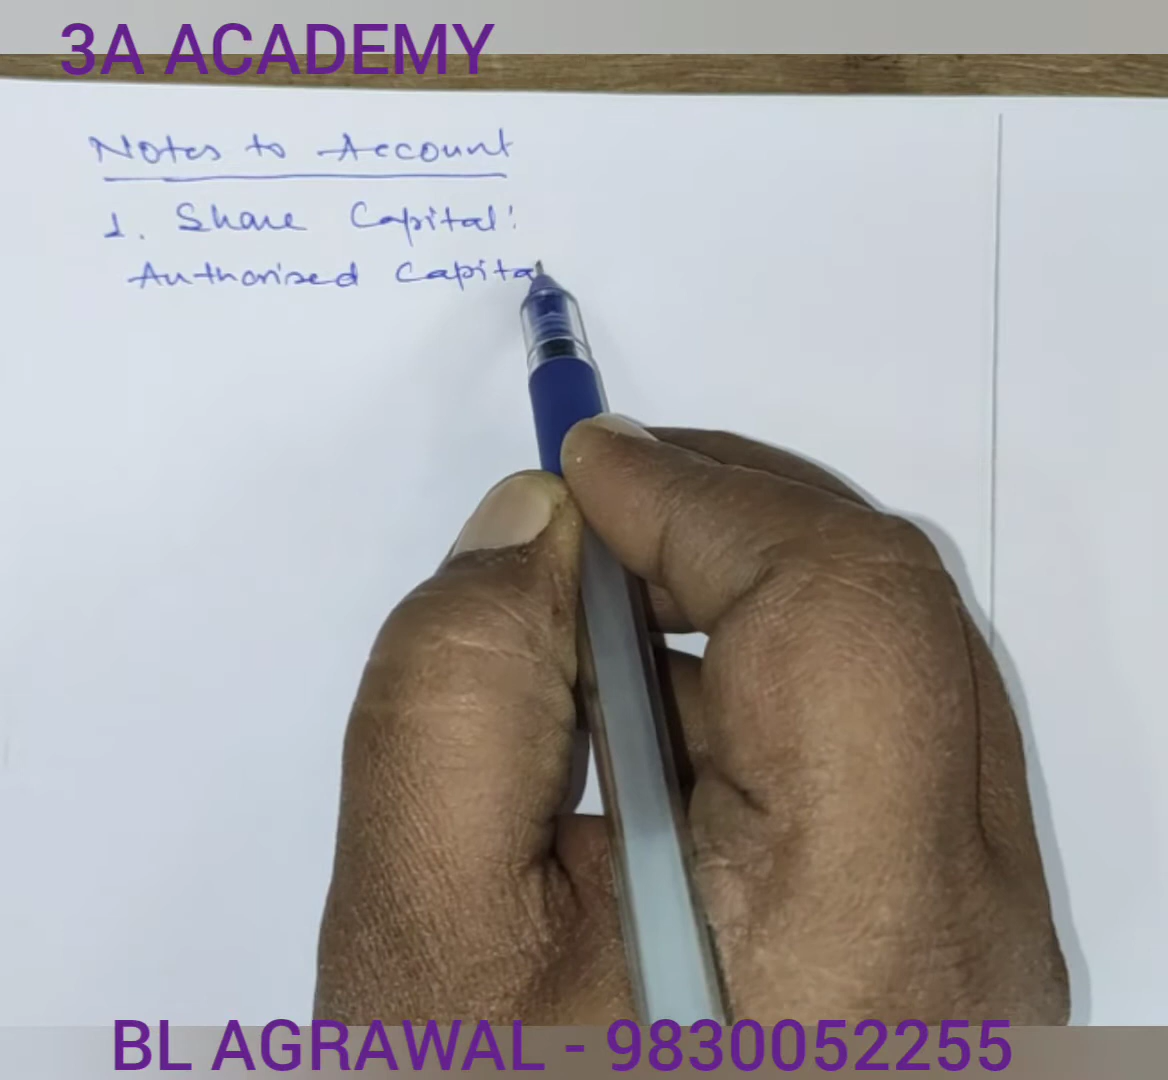 3A ACADEMY
Notes to Account
1. Share Capital:
Authorised Capita
BL AGRAWAL - 9830052255